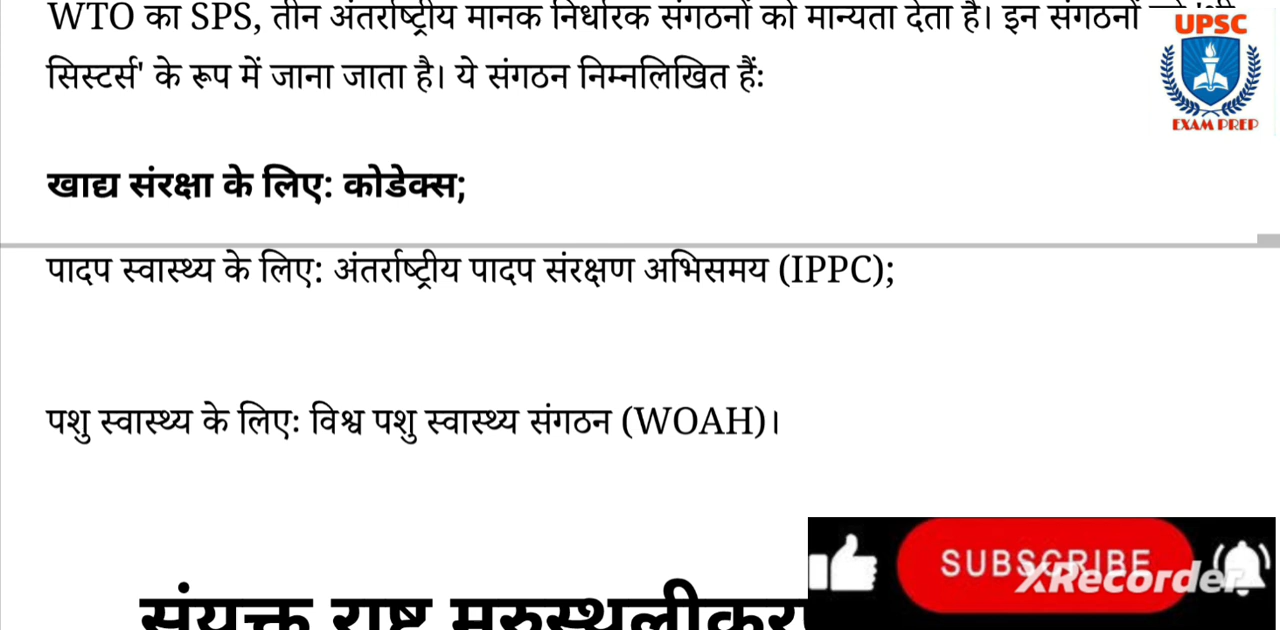 WTO का SPS, तीन अंतर्राष्ट्रीय मानक निर्धारक संगठनों को मान्यता देता है। इन संगठनों
सिस्टर्स' के रूप में जाना जाता है। ये संगठन निम्नलिखित हैं:
UPSC
EXAM PREP
खाद्य संरक्षा के लिए: कोडेक्स;
पादप स्वास्थ्य के लिए: अंतर्राष्ट्रीय पादप संरक्षण अभिसमय (IPPC);
पशु स्वास्थ्य के लिए: विश्व पशु स्वास्थ्य संगठन (WOAH)।
SUBSCRIBE
XRecorder
संयुक्त राष्ट्र